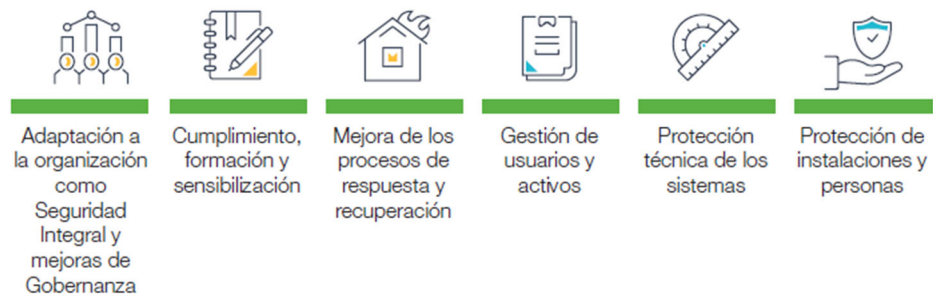 Adaptación a
la organización
como
Seguridad
Integral y
mejoras de
Gobernanza
Cumplimiento,
formación y
sensibilización
Mejora de los
procesos de
respuesta y
recuperación
Gestión de
usuarios y
activos
Protección
técnica de los
sistemas
Protección de
instalaciones y
personas